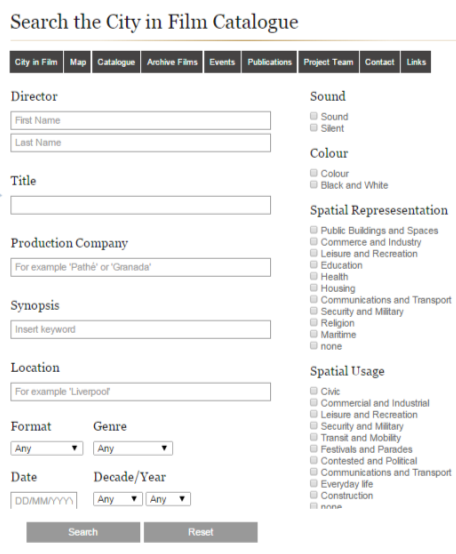 Search the City in Film Catalogue
City in Film Map Catalogue Archive Films Events Publications Project Team Contact Links
Director
First Name
Last Name
Title
Production Company
For example 'Pathé' or 'Granada'
Synopsis
Insert keyword
Location
For example 'Liverpool'
Format Genre
Any Any
Date Decade/Year
DD/MM/YYYY Any Any
Search Reset
Sound
Sound
Silent
Colour
Colour
Black and White
Spatial Represesentation
Public Buildings and Spaces
Commerce and Industry
Leisure and Recreation
Education
Health
Housing
Communications and Transport
Security and Military
Religion
Maritime
none
Spatial Usage
Civic
Commercial and Industrial
Leisure and Recreation
Security and Military
Transit and Mobility
Festivals and Parades
Contested and Political
Communications and Transport
Everyday life
Construction
none